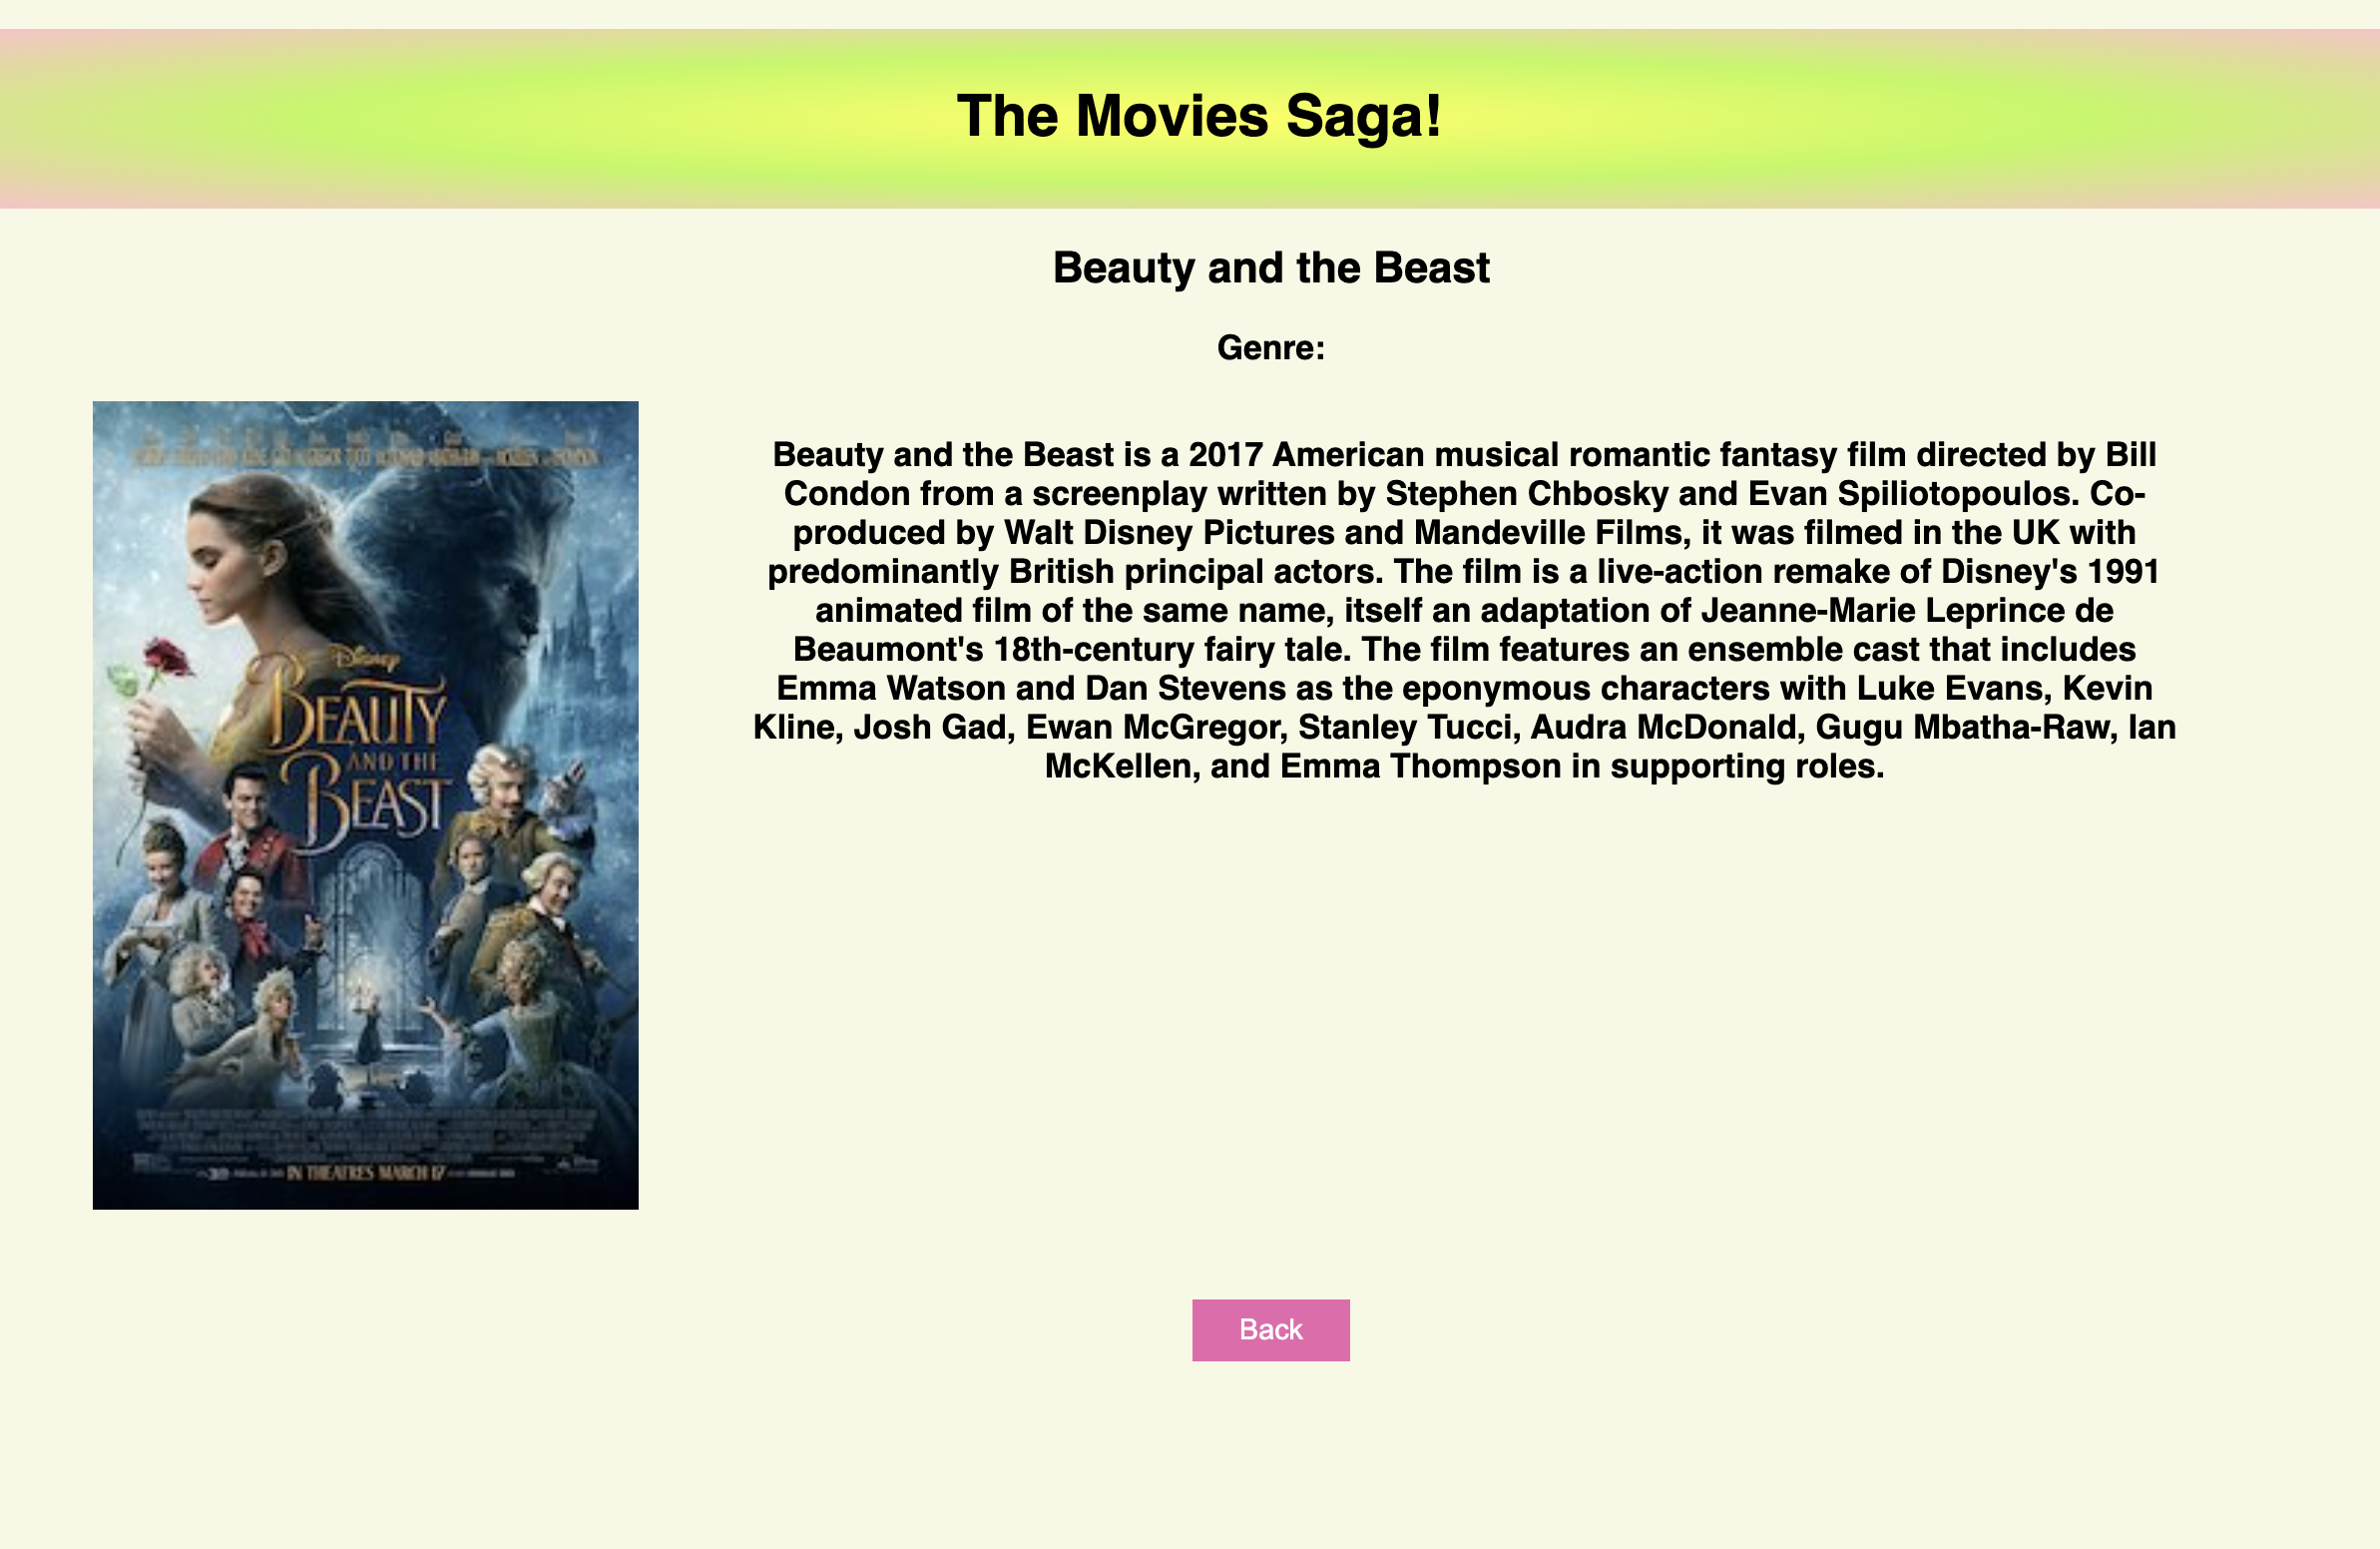 The Movies Saga!
Beauty and the Beast
Genre:
Beauty and the Beast is a 2017 American musical romantic fantasy film directed by Bill
Condon from a screenplay written by Stephen Chbosky and Evan Spiliotopoulos. Co-
produced by Walt Disney Pictures and Mandeville Films, it was filmed in the UK with
predominantly British principal actors. The film is a live-action remake of Disney's 1991
animated film of the same name, itself an adaptation of Jeanne-Marie Leprince de
Beaumont's 18th-century fairy tale. The film features an ensemble cast that includes
Emma Watson and Dan Stevens as the eponymous characters with Luke Evans, Kevin
Kline, Josh Gad, Ewan McGregor, Stanley Tucci, Audra McDonald, Gugu Mbatha-Raw, Ian
McKellen, and Emma Thompson in supporting roles.
Disney
BEAUTY
AND THE
BEAST
IN THEATRES MARCH 17
Back